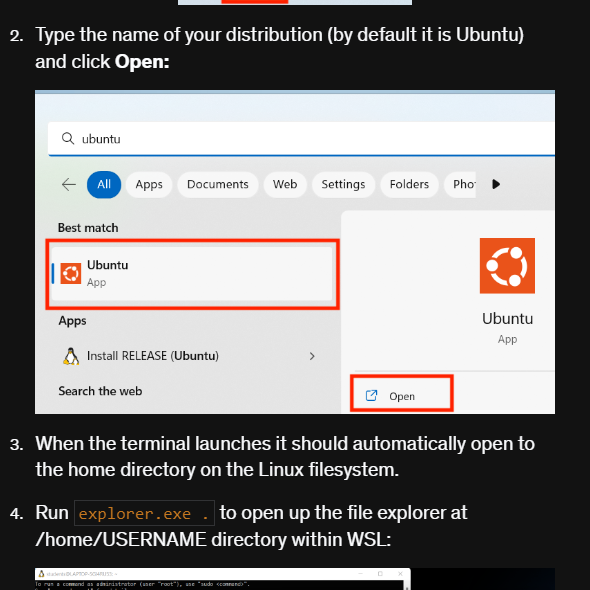 2. Type the name of your distribution (by default it is Ubuntu)
and click Open:
ubuntu
All Apps Documents Web Settings Folders Pho
Best match
Ubuntu
App
Apps
Install RELEASE (Ubuntu)
Search the web
Ubuntu
App
Open
3. When the terminal launches it should automatically open to
the home directory on the Linux filesystem.
4. Run explorer.exe . to open up the file explorer at
/home/USERNAME directory within WSL:
To run a command as administrator (user "root"), use "sudo <command>".